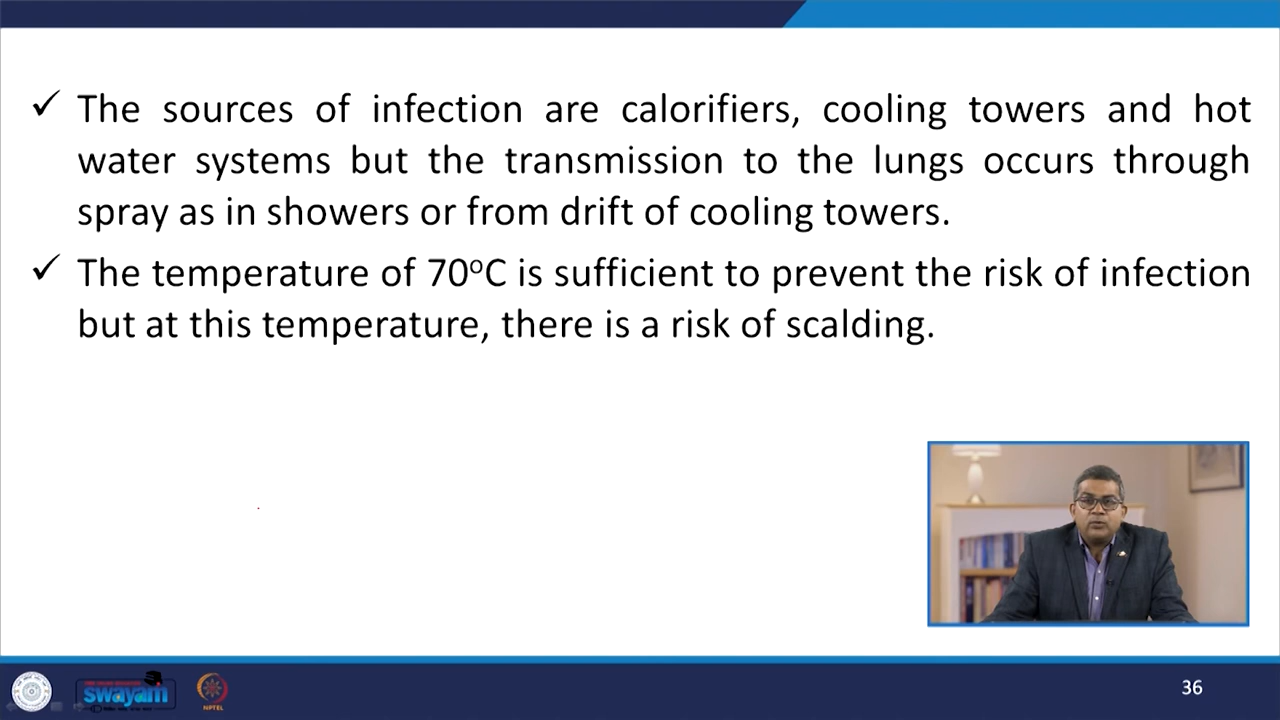 ✓ The sources of infection are calorifiers, cooling towers and hot
water systems but the transmission to the lungs occurs through
spray as in showers or from drift of cooling towers.
✓ The temperature of 70°C is sufficient to prevent the risk of infection
but at this temperature, there is a risk of scalding.
swayam
NPTEL
36